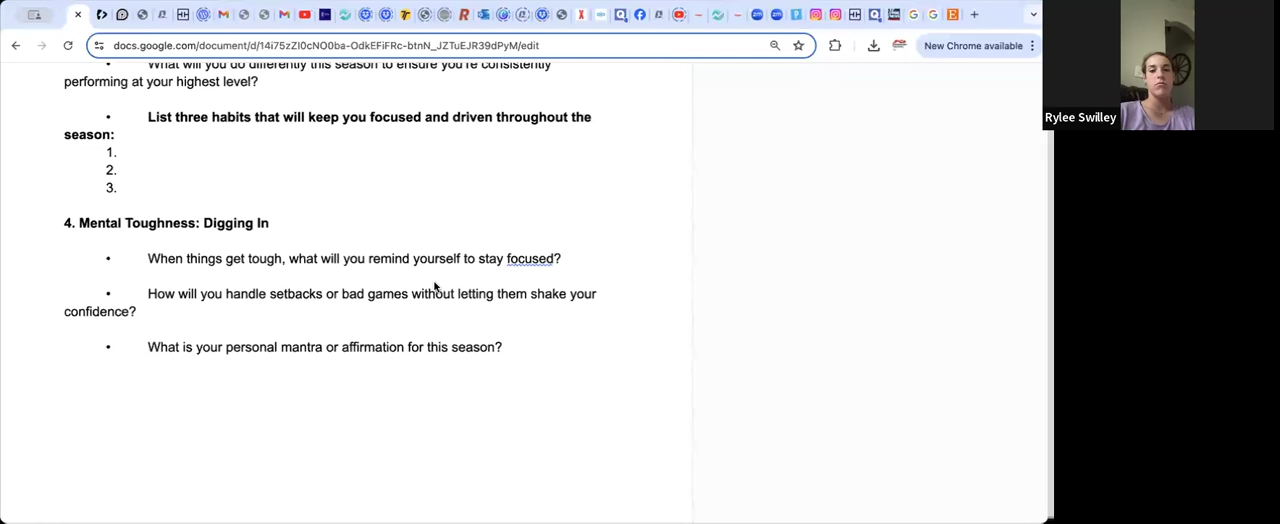 docs.google.com/document/d/14i75zZl0cNO0ba-OdkEFiFRc-btnN_JZTuEJR39dPyM/edit
New Chrome available
What will you do differently this season to ensure you're consistently
performing at your highest level?
• List three habits that will keep you focused and driven throughout the
season:
1.
2.
3.
4. Mental Toughness: Digging In
• When things get tough, what will you remind yourself to stay focused?
• How will you handle setbacks or bad games without letting them shake your
confidence?
• What is your personal mantra or affirmation for this season?
Rylee Swilley